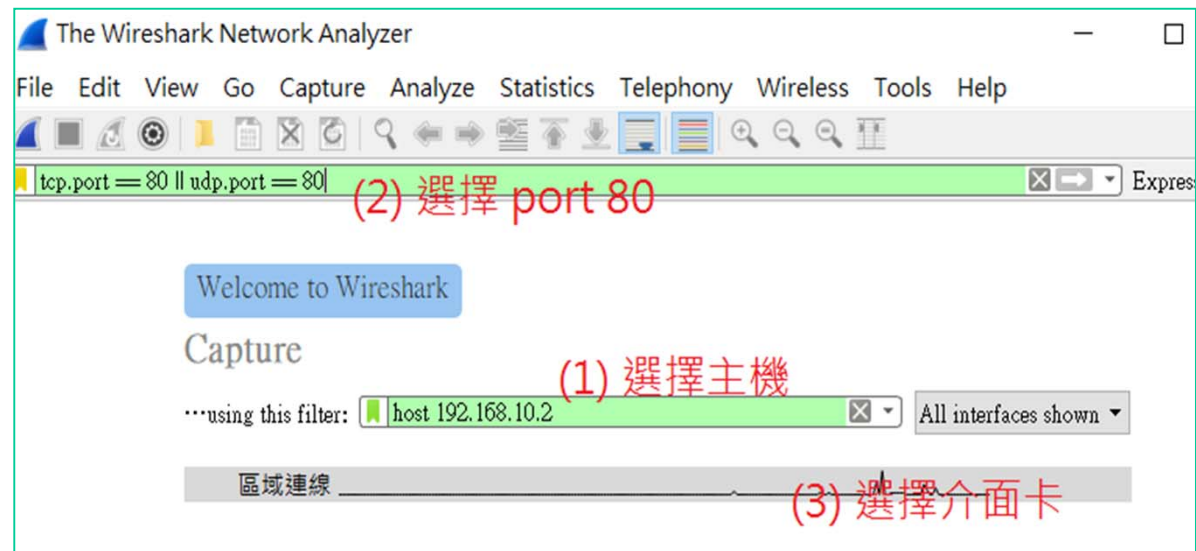 The Wireshark Network Analyzer
File Edit View Go Capture Analyze Statistics Telephony Wireless Tools Help
tcp.port == 80 || udp.port == 80
Expres
(2) 選擇 port 80
Welcome to Wireshark
Capture
(1) 選擇主機
…using this filter: host 192.168.10.2 All interfaces shown
區域連線
(3) 選擇介面卡